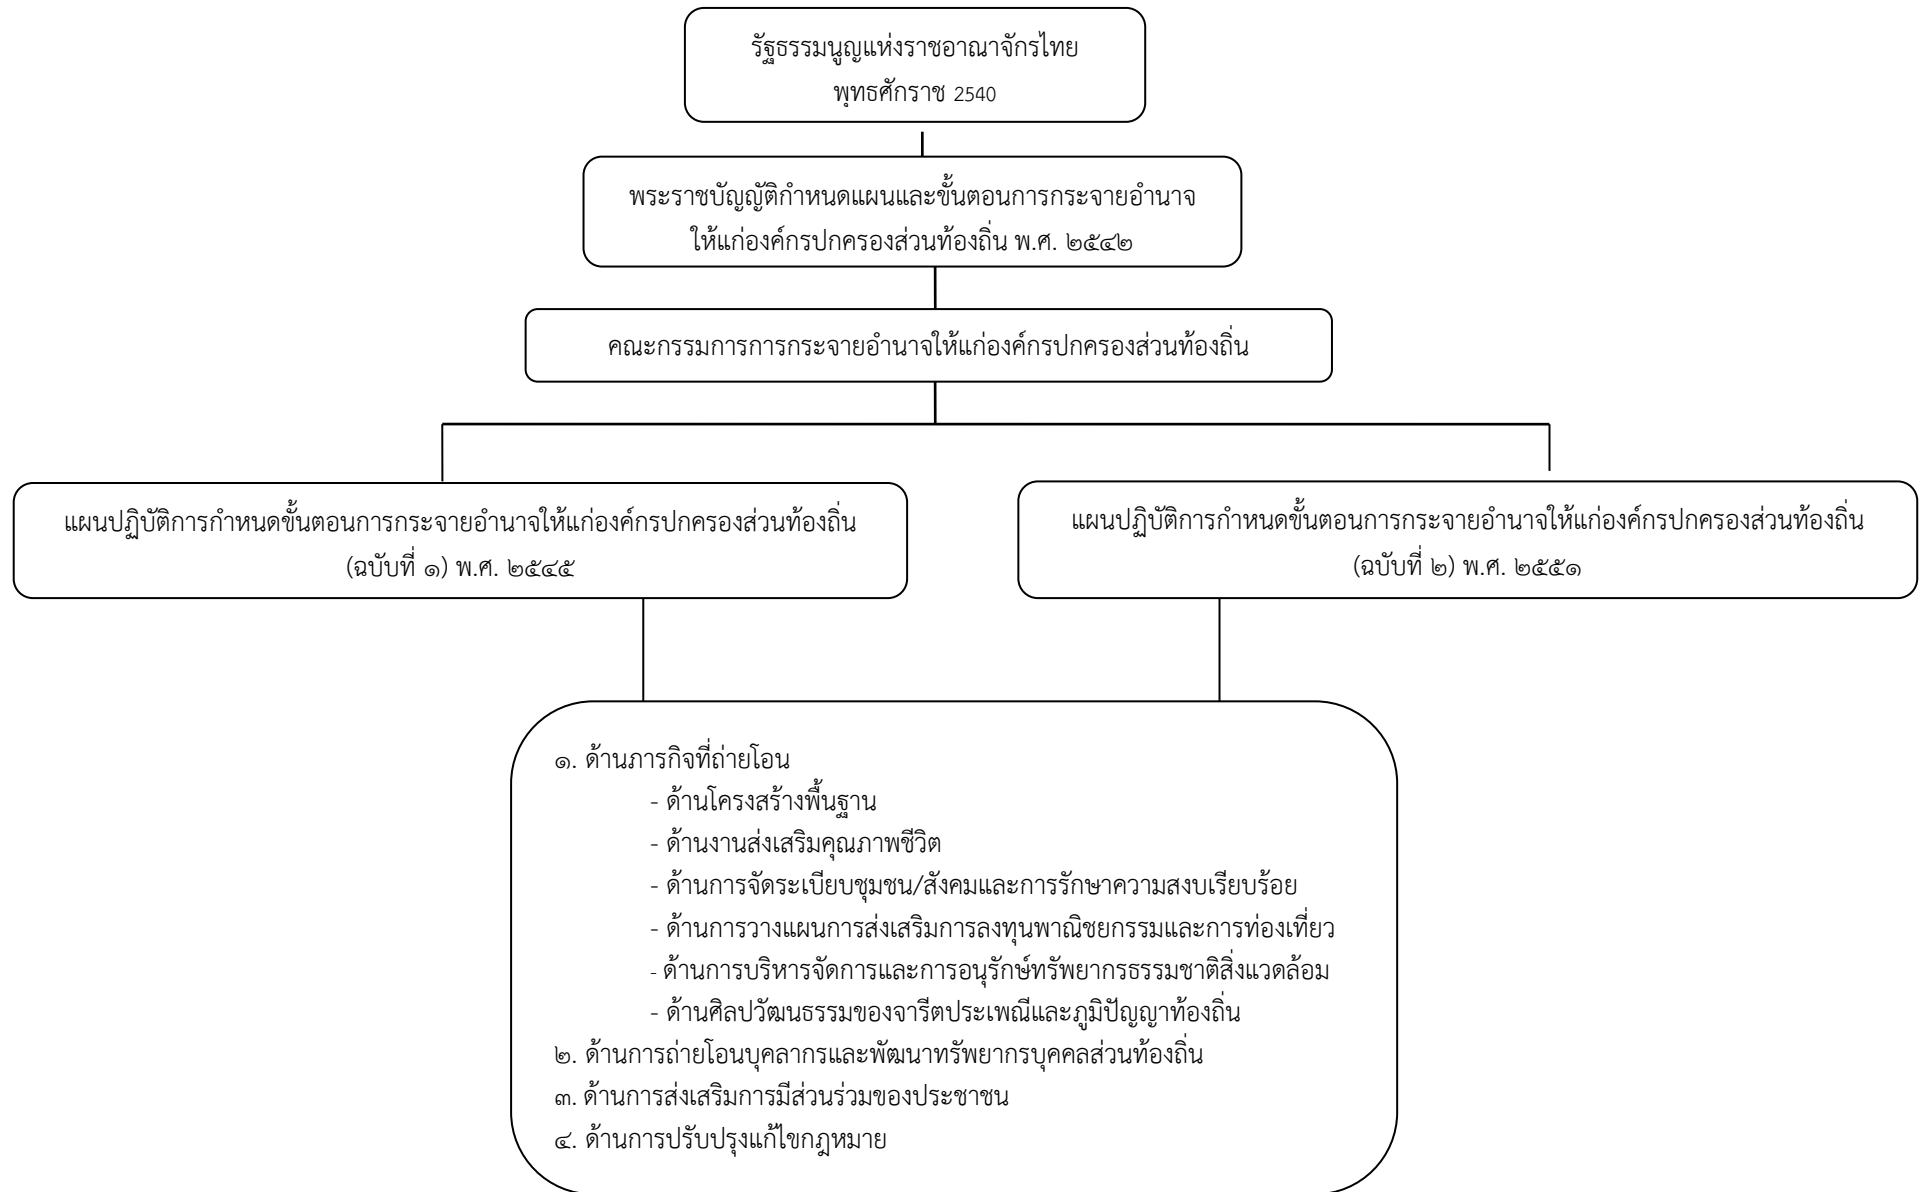 รัฐธรรมนูญแห่งราชอาณาจักรไทย
พุทธศักราช 2540
พระราชบัญญัติกำหนดแผนและขั้นตอนการกระจายอำนาจ
ให้แก่องค์กรปกครองส่วนท้องถิ่น พ.ศ. ๒๕๔๒
คณะกรรมการการกระจายอำนาจให้แก่องค์กรปกครองส่วนท้องถิ่น
แผนปฏิบัติการกำหนดขั้นตอนการกระจายอำนาจให้แก่องค์กรปกครองส่วนท้องถิ่น
(ฉบับที่ ๑) พ.ศ. ๒๕๔๕
แผนปฏิบัติการกำหนดขั้นตอนการกระจายอำนาจให้แก่องค์กรปกครองส่วนท้องถิ่น
(ฉบับที่ ๒) พ.ศ. ๒๕๕๑
๑. ด้านภารกิจที่ถ่ายโอน
- ด้านโครงสร้างพื้นฐาน
- ด้านงานส่งเสริมคุณภาพชีวิต
- ด้านการจัดระเบียบชุมชน/สังคมและการรักษาความสงบเรียบร้อย
- ด้านการวางแผนการส่งเสริมการลงทุนพาณิชยกรรมและการท่องเที่ยว
- ด้านการบริหารจัดการและการอนุรักษ์ทรัพยากรธรรมชาติสิ่งแวดล้อม
- ด้านศิลปวัฒนธรรมของจารีตประเพณีและภูมิปัญญาท้องถิ่น
๒. ด้านการถ่ายโอนบุคลากรและพัฒนาทรัพยากรบุคคลส่วนท้องถิ่น
๓. ด้านการส่งเสริมการมีส่วนร่วมของประชาชน
๔. ด้านการปรับปรุงแก้ไขกฎหมาย